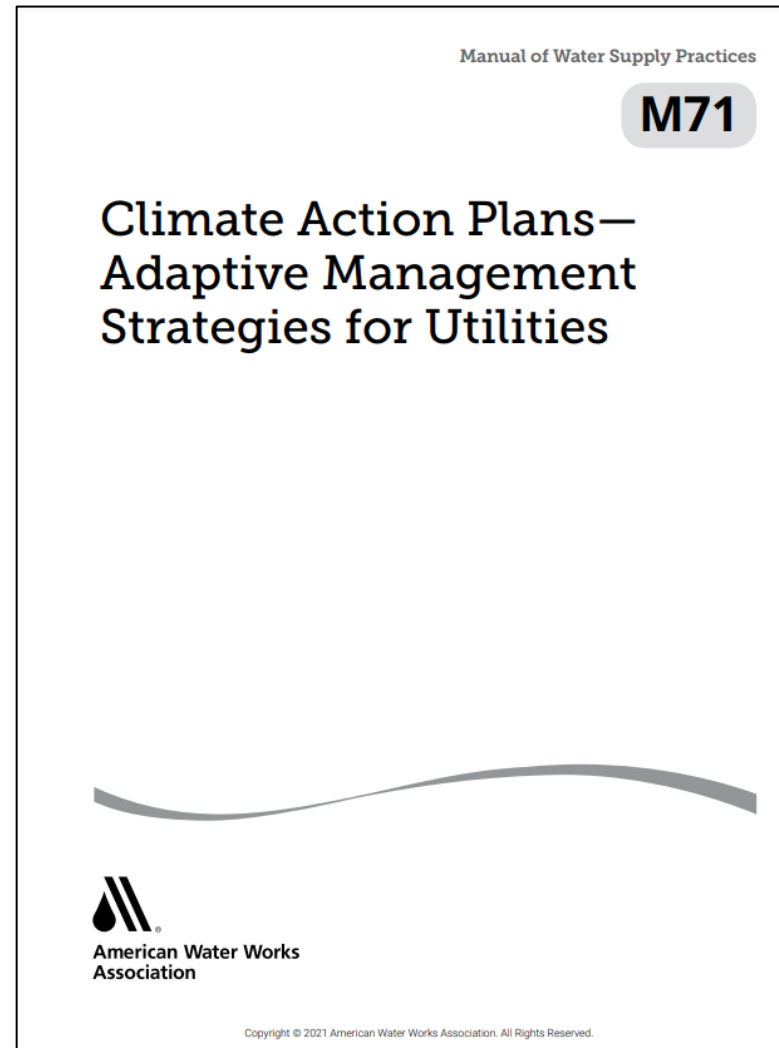 Manual of Water Supply Practices
M71
Climate Action Plans—
Adaptive Management
Strategies for Utilities
®
American Water Works
Association
Copyright © 2021 American Water Works Association. All Rights Reserved.